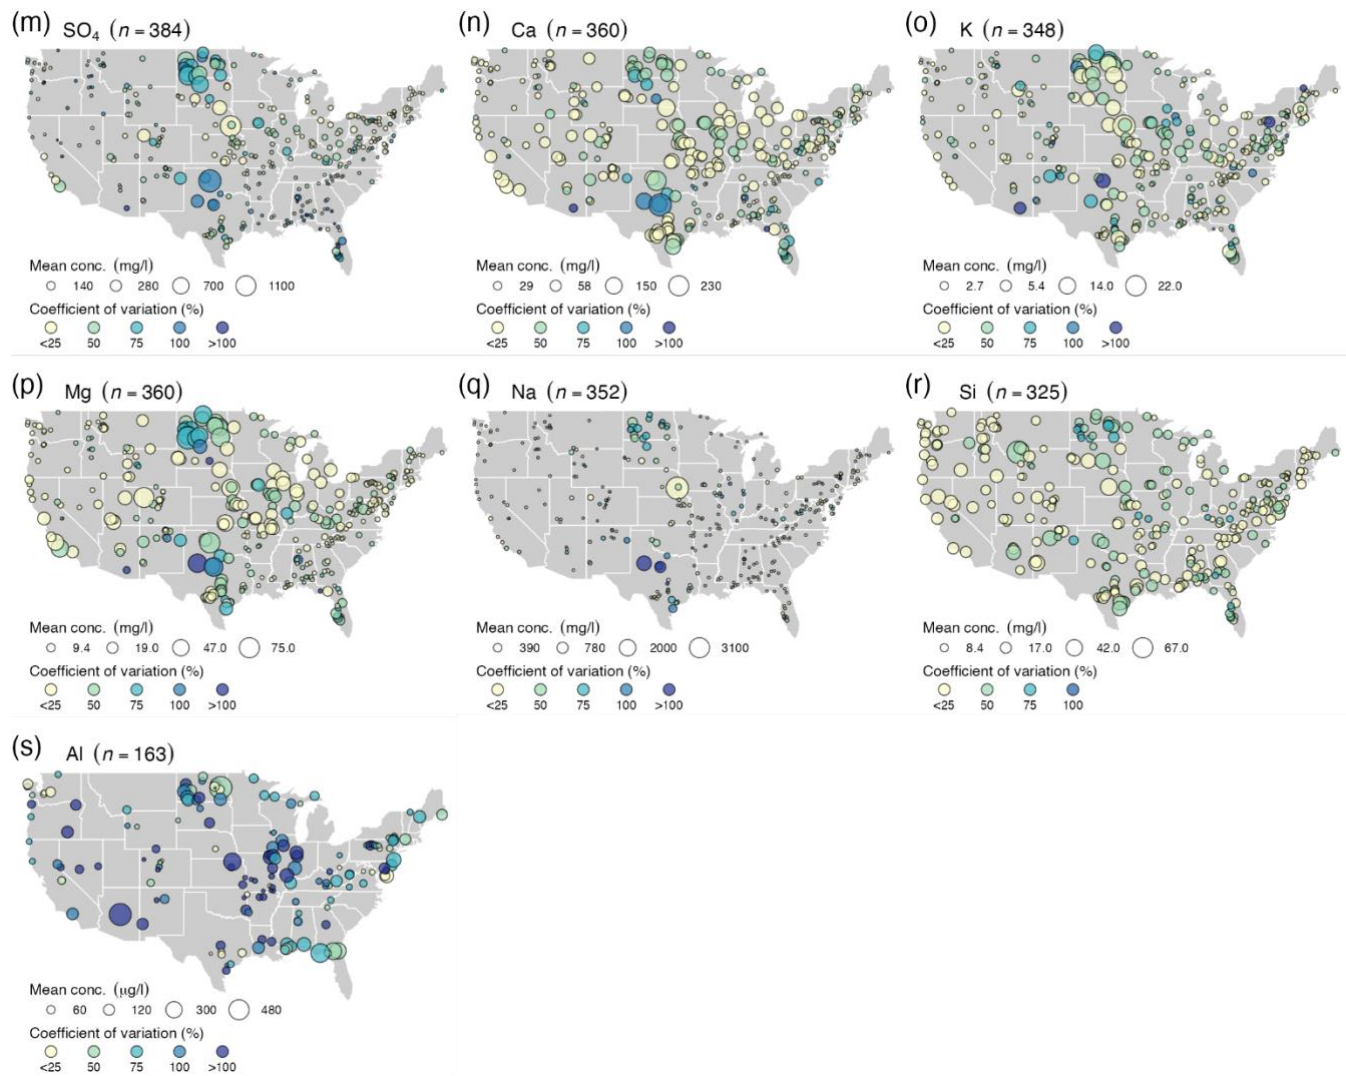 (m) SO₄ (n = 384)
Mean conc. (mg/l)
140 280 700 1100
Coefficient of variation (%)
<25 50 75 100 >100
(n) Ca (n = 360)
Mean conc. (mg/l)
29 58 150 230
Coefficient of variation (%)
<25 50 75 100 >100
(o) K (n = 348)
Mean conc. (mg/l)
2.7 5.4 14.0 22.0
Coefficient of variation (%)
<25 50 75 100 >100
(p) Mg (n = 360)
Mean conc. (mg/l)
9.4 19.0 47.0 75.0
Coefficient of variation (%)
<25 50 75 100 >100
(q) Na (n = 352)
Mean conc. (mg/l)
390 780 2000 3100
Coefficient of variation (%)
<25 50 75 100 >100
(r) Si (n = 325)
Mean conc. (mg/l)
8.4 17.0 42.0 67.0
Coefficient of variation (%)
<25 50 75 100
(s) Al (n = 163)
Mean conc. (μg/l)
60 120 300 480
Coefficient of variation (%)
<25 50 75 100 >100